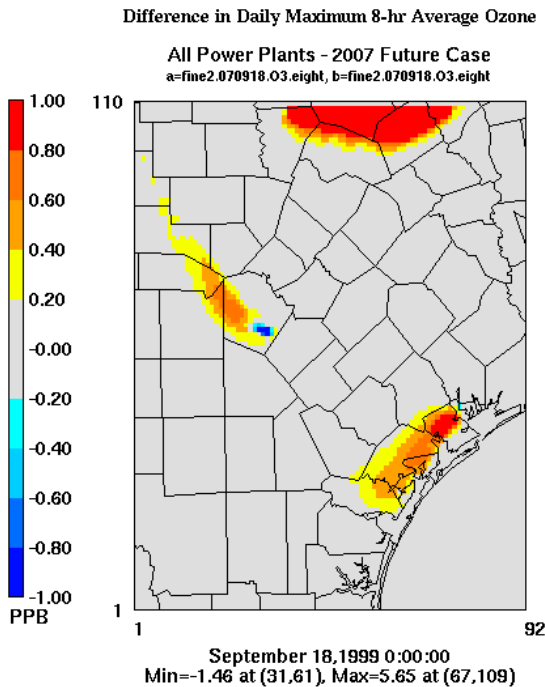 Difference in Daily Maximum 8-hr Average Ozone
All Power Plants - 2007 Future Case
a=fine2.070918.O3.eight, b=fine2.070918.O3.eight
1.00
0.80
0.60
0.40
0.20
-0.00
-0.20
-0.40
-0.60
-0.80
-1.00
PPB
110
1
1
92
September 18,1999 0:00:00
Min=-1.46 at (31,61), Max=5.65 at (67,109)